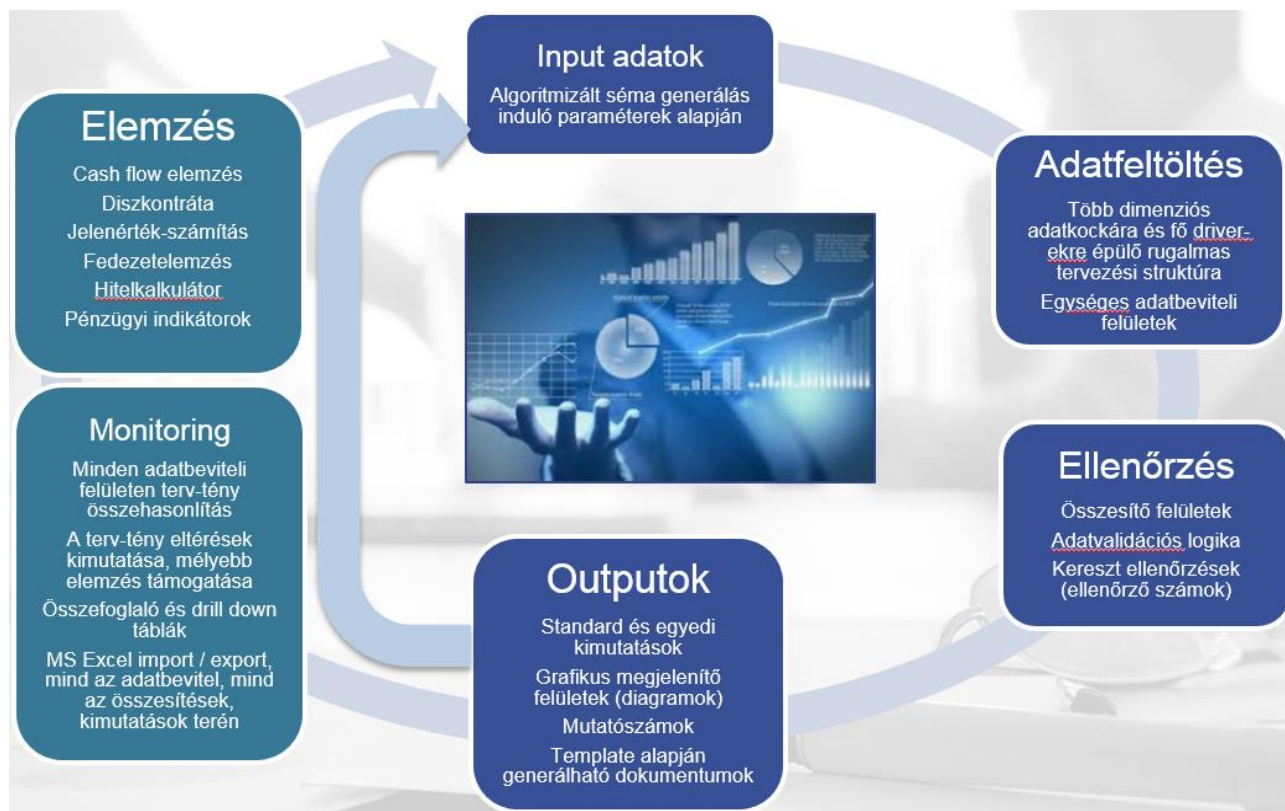 Input adatok
Algoritmizált séma generálás
induló paraméterek alapján
Adatfeltöltés
Több dimenziós
adatkockára és fő driver-
ekre épülő rugalmas
tervezési struktúra
Egységes adatbeviteli
felületek
Ellenőrzés
Összesítő felületek
Adatvalidációs logika
Kereszt ellenőrzések
(ellenőrző számok)
Outputok
Standard és egyedi
kimutatások
Grafikus megjelenítő
felületek (diagramok)
Mutatószámok
Template alapján
generálható dokumentumok
Monitoring
Minden adatbeviteli
felületen terv-tény
összehasonlítás
A terv-tény eltérések
kimutatása, mélyebb
elemzés támogatása
Összefoglaló és drill down
táblák
MS Excel import / export,
mind az adatbevitel, mind
az összesítések,
kimutatások terén
Elemzés
Cash flow elemzés
Diszkontráta
Jelenérték-számítás
Fedezetelemzés
Hitelkalkulátor
Pénzügyi indikátorok